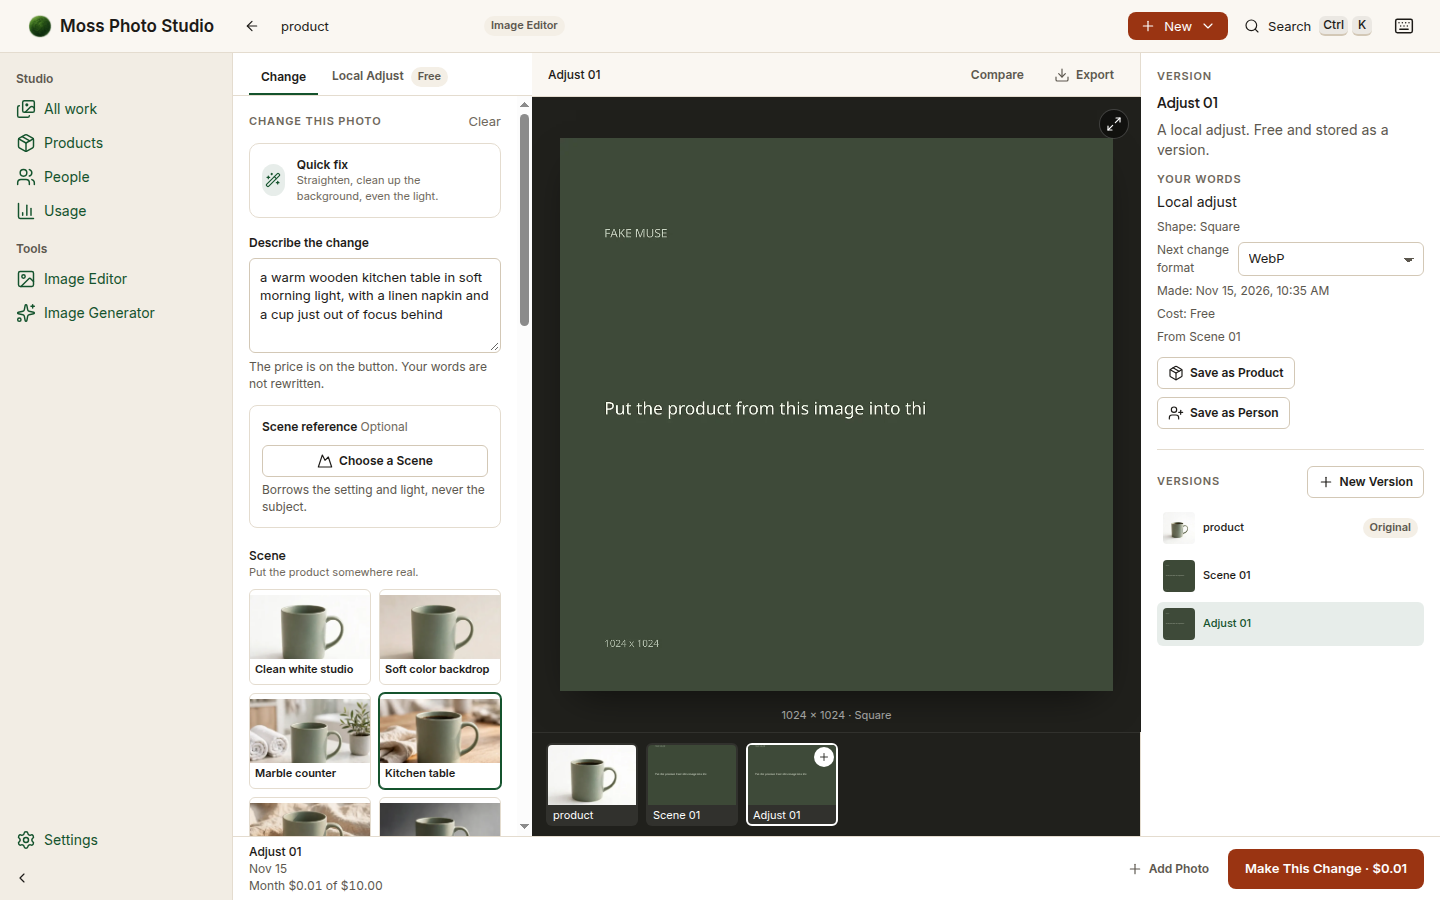 Moss Photo Studio
product
Image Editor
New
Search
Ctrl
K
Studio
All work
Products
People
Usage
Tools
Image Editor
Image Generator
Settings
Change
Local Adjust
Free
CHANGE THIS PHOTO
Clear
Quick fix
Straighten, clean up the
background, even the light.
Describe the change
a warm wooden kitchen table in soft
morning light, with a linen napkin and
a cup just out of focus behind
The price is on the button. Your words are
not rewritten.
Scene reference Optional
Choose a Scene
Borrows the setting and light, never the
subject.
Scene
Put the product somewhere real.
Clean white studio
Soft color backdrop
Marble counter
Kitchen table
Adjust 01
Compare
Export
FAKE MUSE
Put the product from this image into thi
1024 x 1024
1024 × 1024 · Square
product
Scene 01
Adjust 01
VERSION
Adjust 01
A local adjust. Free and stored as a
version.
YOUR WORDS
Local adjust
Shape: Square
Next change
format
WebP
Made: Nov 15, 2026, 10:35 AM
Cost: Free
From Scene 01
Save as Product
Save as Person
VERSIONS
New Version
product
Original
Scene 01
Adjust 01
Adjust 01
Nov 15
Month $0.01 of $10.00
Add Photo
Make This Change · $0.01